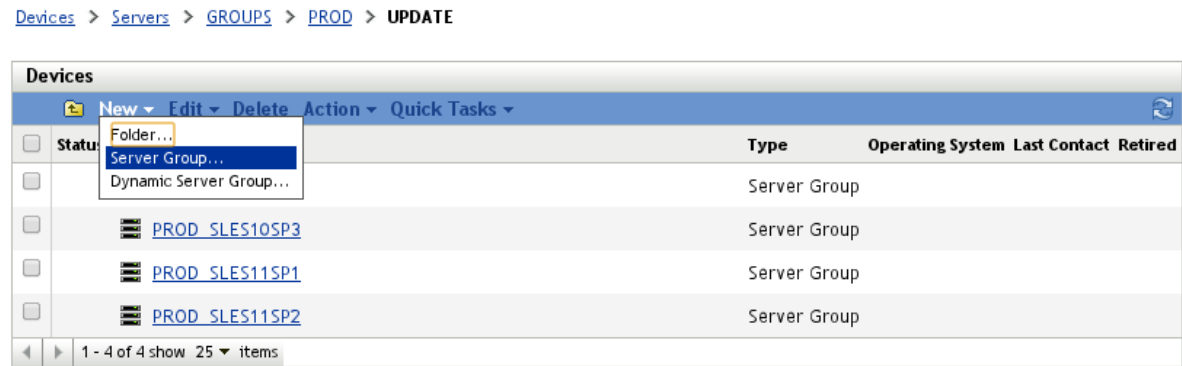 Devices > Servers > GROUPS > PROD > UPDATE
Devices
New Edit Delete Action Quick Tasks
Folder...
Server Group...
Dynamic Server Group...
Type Operating System Last Contact Retired
Server Group
PROD_SLES10SP3 Server Group
PROD_SLES11SP1 Server Group
PROD_SLES11SP2 Server Group
1 - 4 of 4 show 25 items